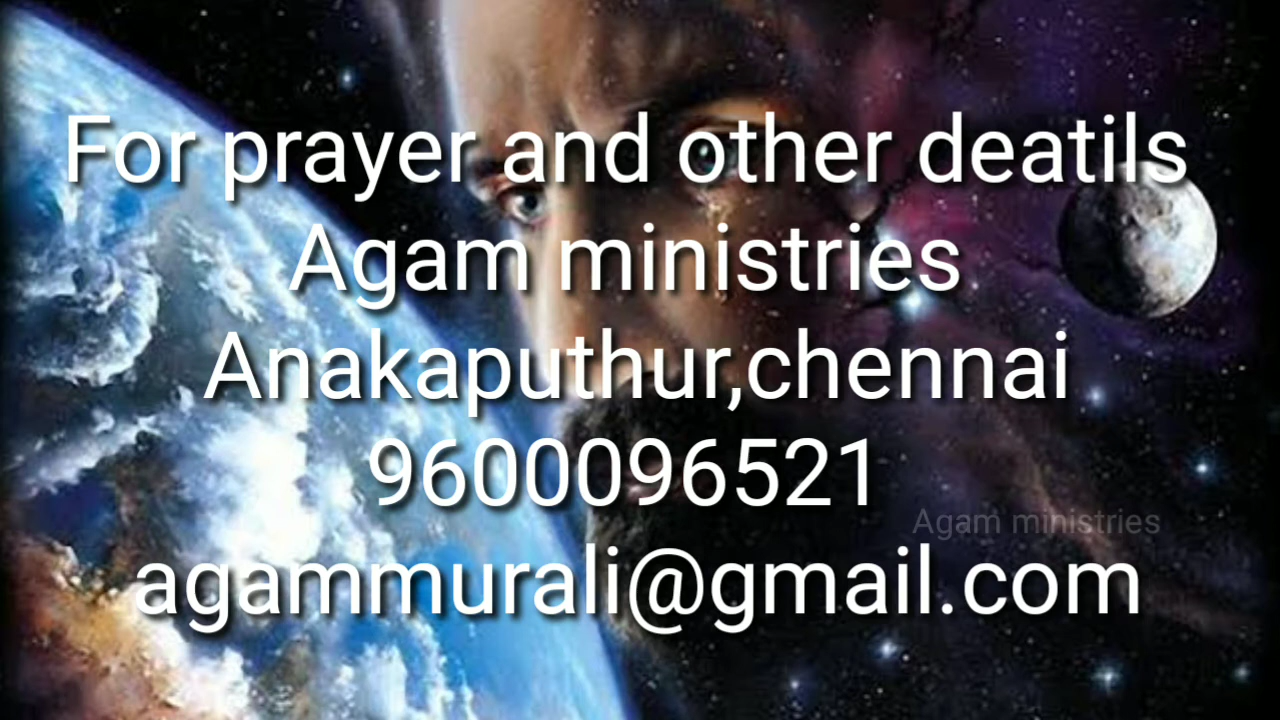 For prayer and other deatils
Agam ministries
Anakaputhur,chennai
9600096521
Agam ministries
agammurali@gmail.com